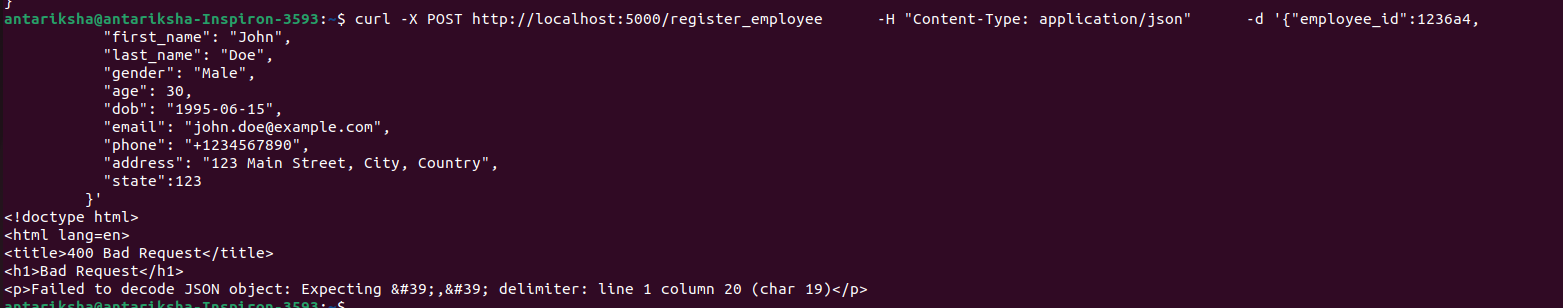 }
antariksha@antariksha-Inspiron-3593:~$ curl -X POST http://localhost:5000/register_employee      -H "Content-Type: application/json"      -d '{"employee_id":1236a4,
           "first_name": "John",
           "last_name": "Doe",
           "gender": "Male",
           "age": 30,
           "dob": "1995-06-15",
           "email": "john.doe@example.com",
           "phone": "+1234567890",
           "address": "123 Main Street, City, Country",
           "state":123
         }'
<!doctype html>
<html lang=en>
<title>400 Bad Request</title>
<h1>Bad Request</h1>
<p>Failed to decode JSON object: Expecting &#39;,&#39; delimiter: line 1 column 20 (char 19)</p>
antariksha@antariksha-Inspiron-3593:~$